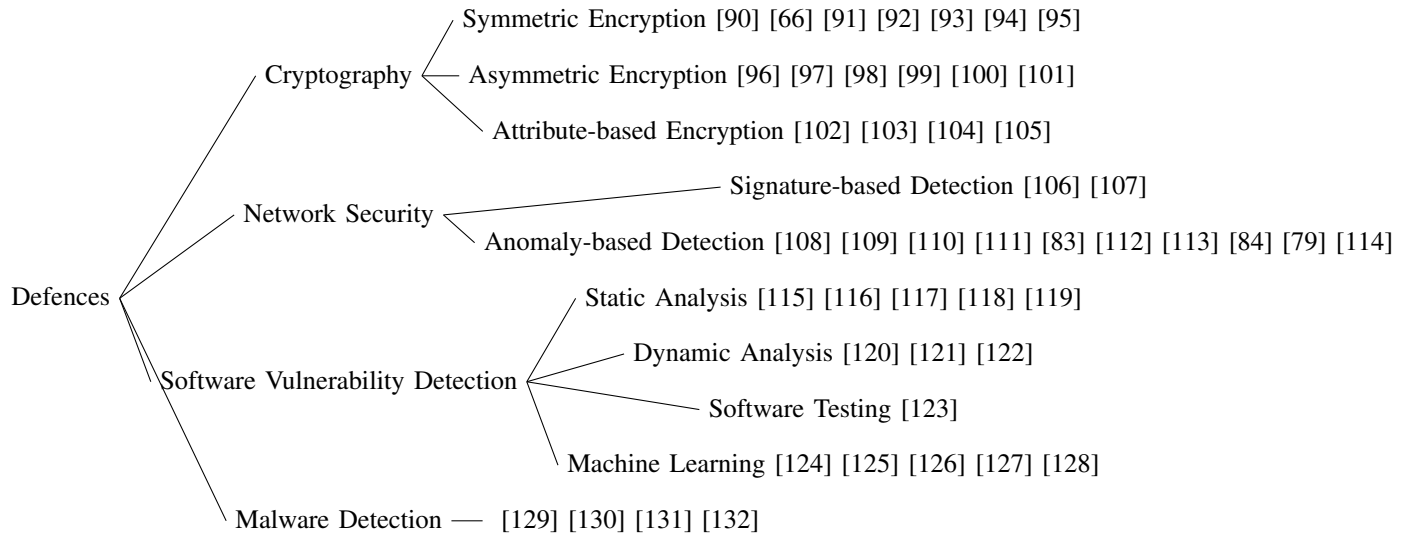 Symmetric Encryption [90] [66] [91] [92] [93] [94] [95]
Cryptography
Asymmetric Encryption [96] [97] [98] [99] [100] [101]
Attribute-based Encryption [102] [103] [104] [105]
Signature-based Detection [106] [107]
Network Security
Anomaly-based Detection [108] [109] [110] [111] [83] [112] [113] [84] [79] [114]
Defences
Static Analysis [115] [116] [117] [118] [119]
Dynamic Analysis [120] [121] [122]
Software Vulnerability Detection
Software Testing [123]
Machine Learning [124] [125] [126] [127] [128]
Malware Detection
[129] [130] [131] [132]